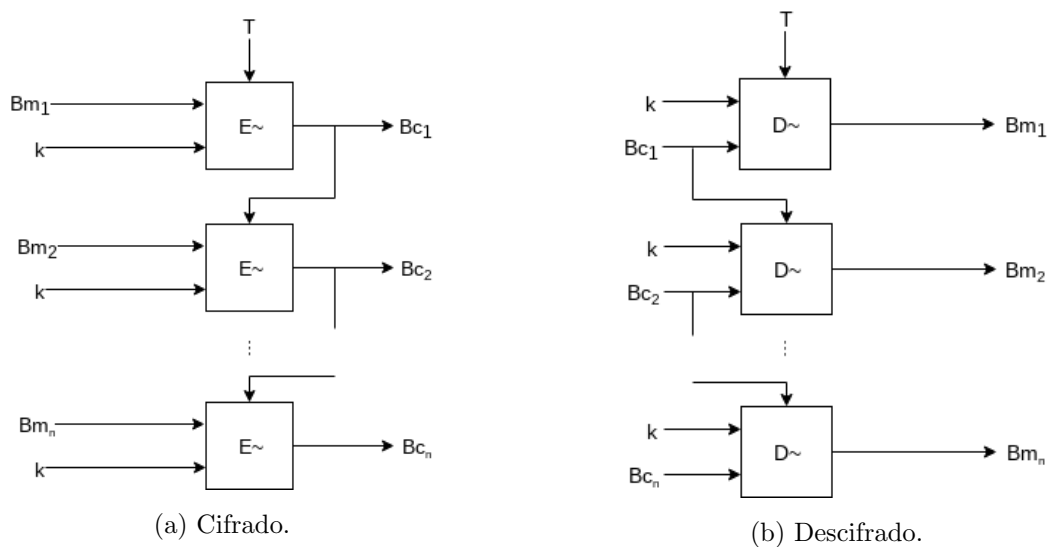 T
Bm1
k
E~
Bc1
Bm2
k
E~
Bc2
⋮
Bmn
k
E~
Bcn
(a) Cifrado.
T
k
Bc1
D~
Bm1
k
Bc2
D~
Bm2
⋮
k
Bcn
D~
Bmn
(b) Descifrado.